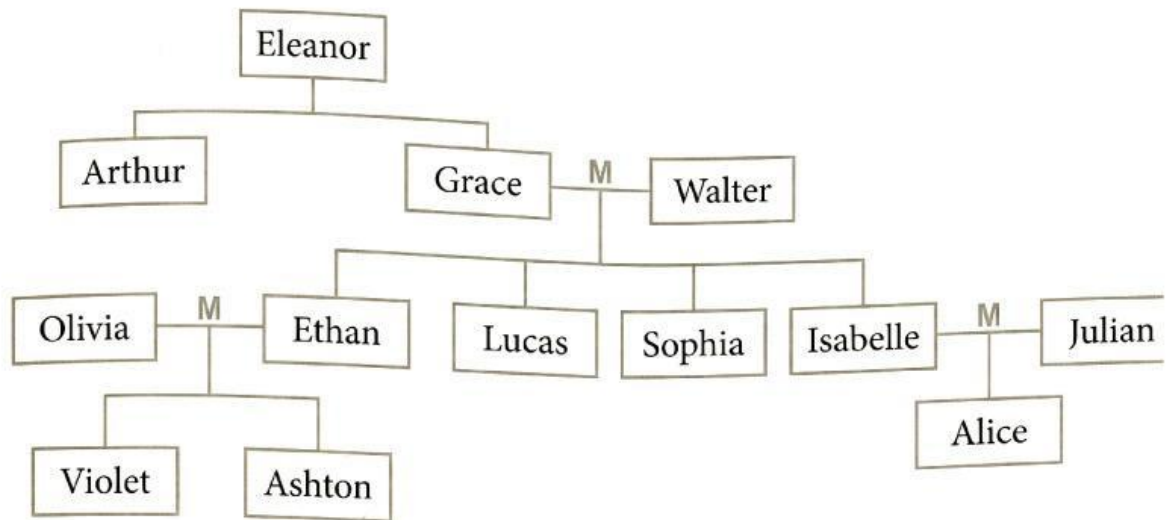 Eleanor
Arthur
Grace
M
Walter
Olivia
M
Ethan
Lucas
Sophia
Isabelle
M
Julian
Violet
Ashton
Alice